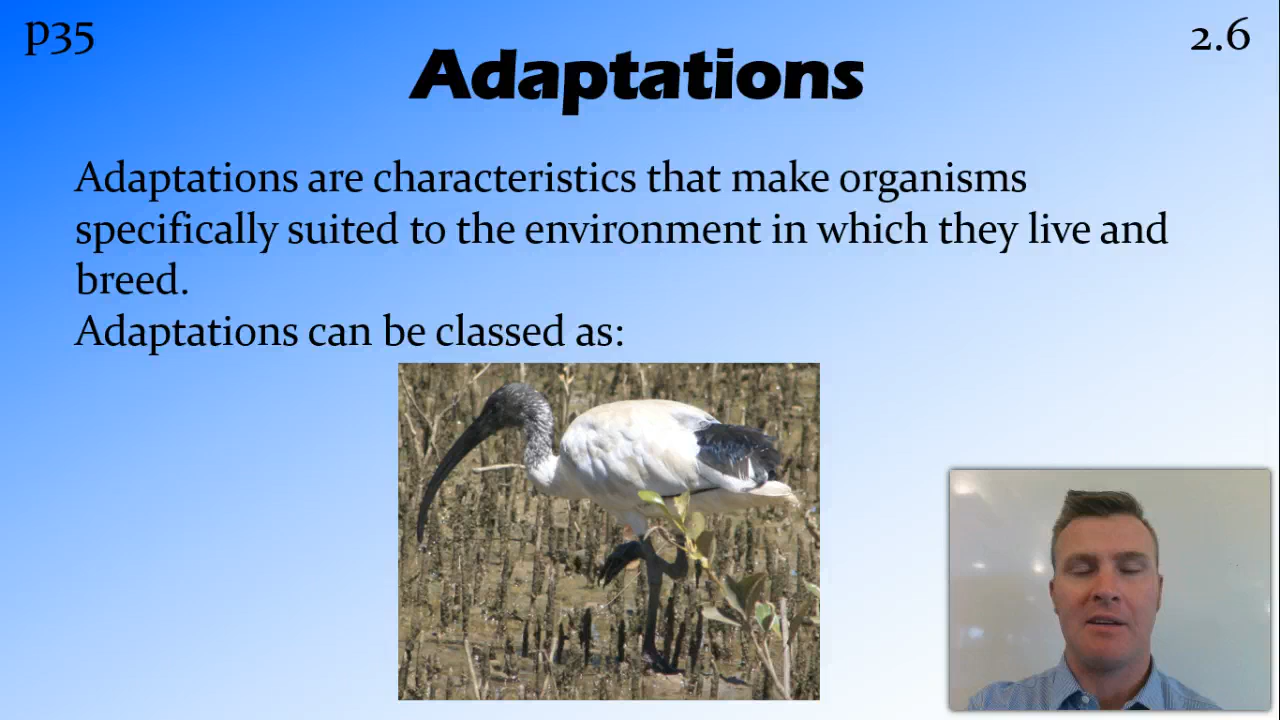 p35
2.6
Adaptations
Adaptations are characteristics that make organisms
specifically suited to the environment in which they live and
breed.
Adaptations can be classed as: